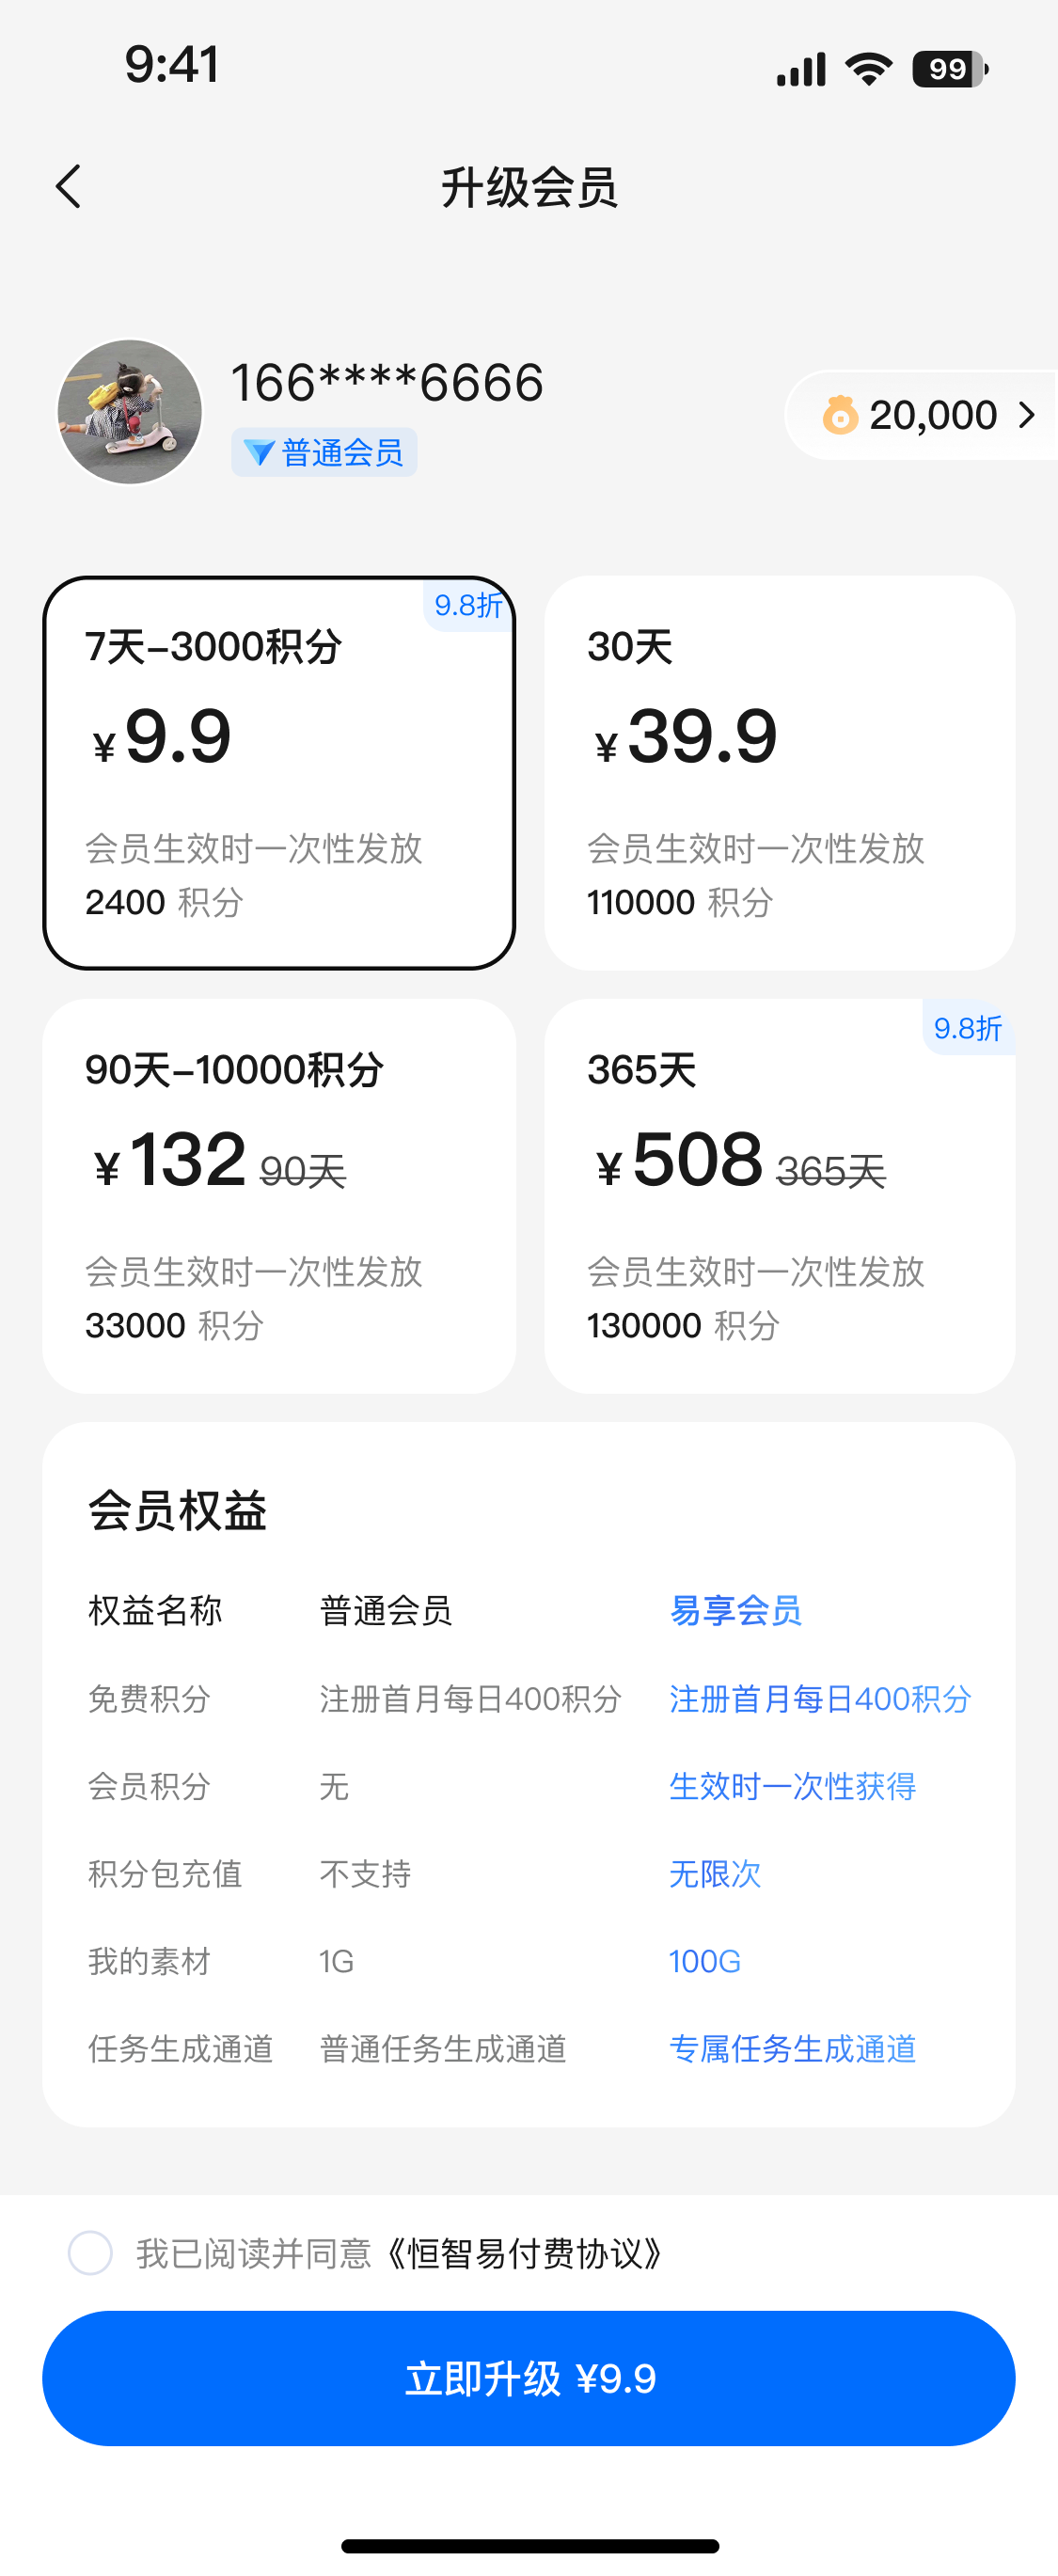 9:41
99
升级会员
166****6666
普通会员
20,000
9.8折
7天-3000积分
¥9.9
会员生效时一次性发放
2400 积分
30天
¥39.9
会员生效时一次性发放
110000 积分
90天-10000积分
¥132 90天
会员生效时一次性发放
33000 积分
9.8折
365天
¥508 365天
会员生效时一次性发放
130000 积分
会员权益
权益名称 普通会员 易享会员
免费积分 注册首月每日400积分 注册首月每日400积分
会员积分 无 生效时一次性获得
积分包充值 不支持 无限次
我的素材 1G 100G
任务生成通道 普通任务生成通道 专属任务生成通道
我已阅读并同意《恒智易付费协议》
立即升级 ¥9.9